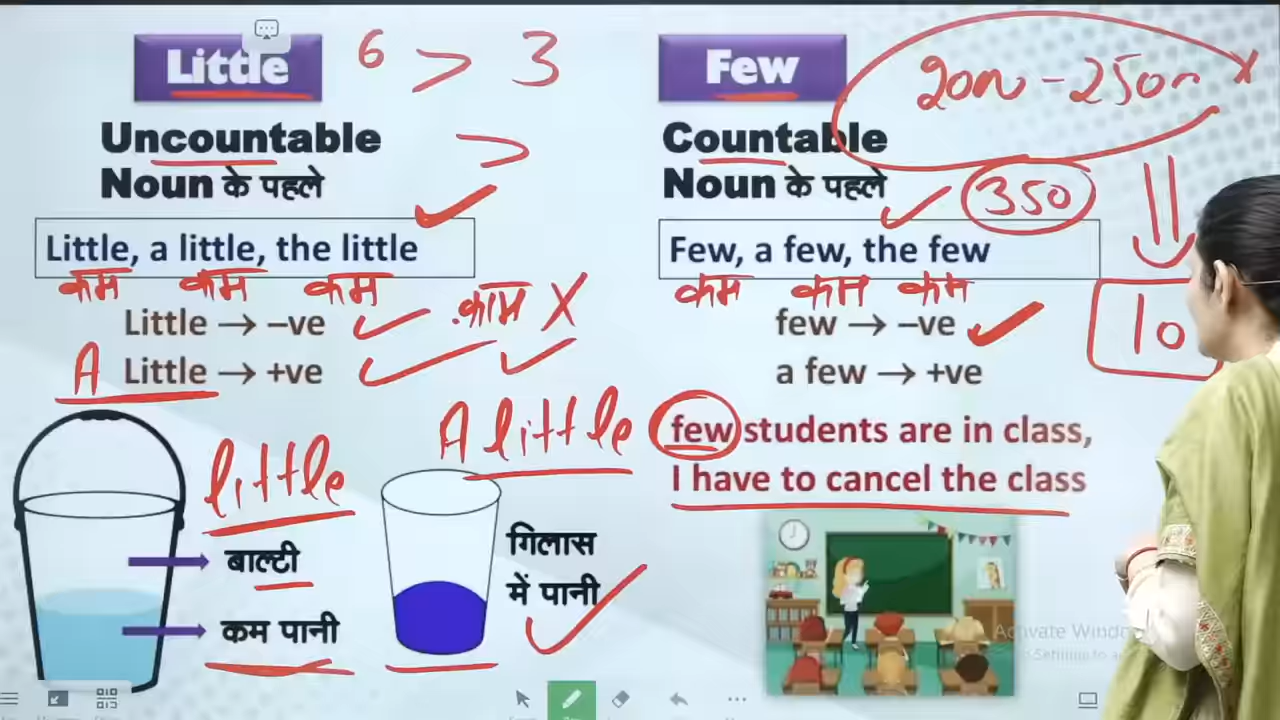 Little
6 > 3
>
Uncountable
Noun के पहले
Little, a little, the little
कम कम कम
Little → –ve
काम X
A Little → +ve
little
A little
बाल्टी
कम पानी
गिलास
में पानी
Few
200 - 250 X
Countable
Noun के पहले
350
Few, a few, the few
कम कम कम
few → –ve
10
a few → +ve
few students are in class,
I have to cancel the class